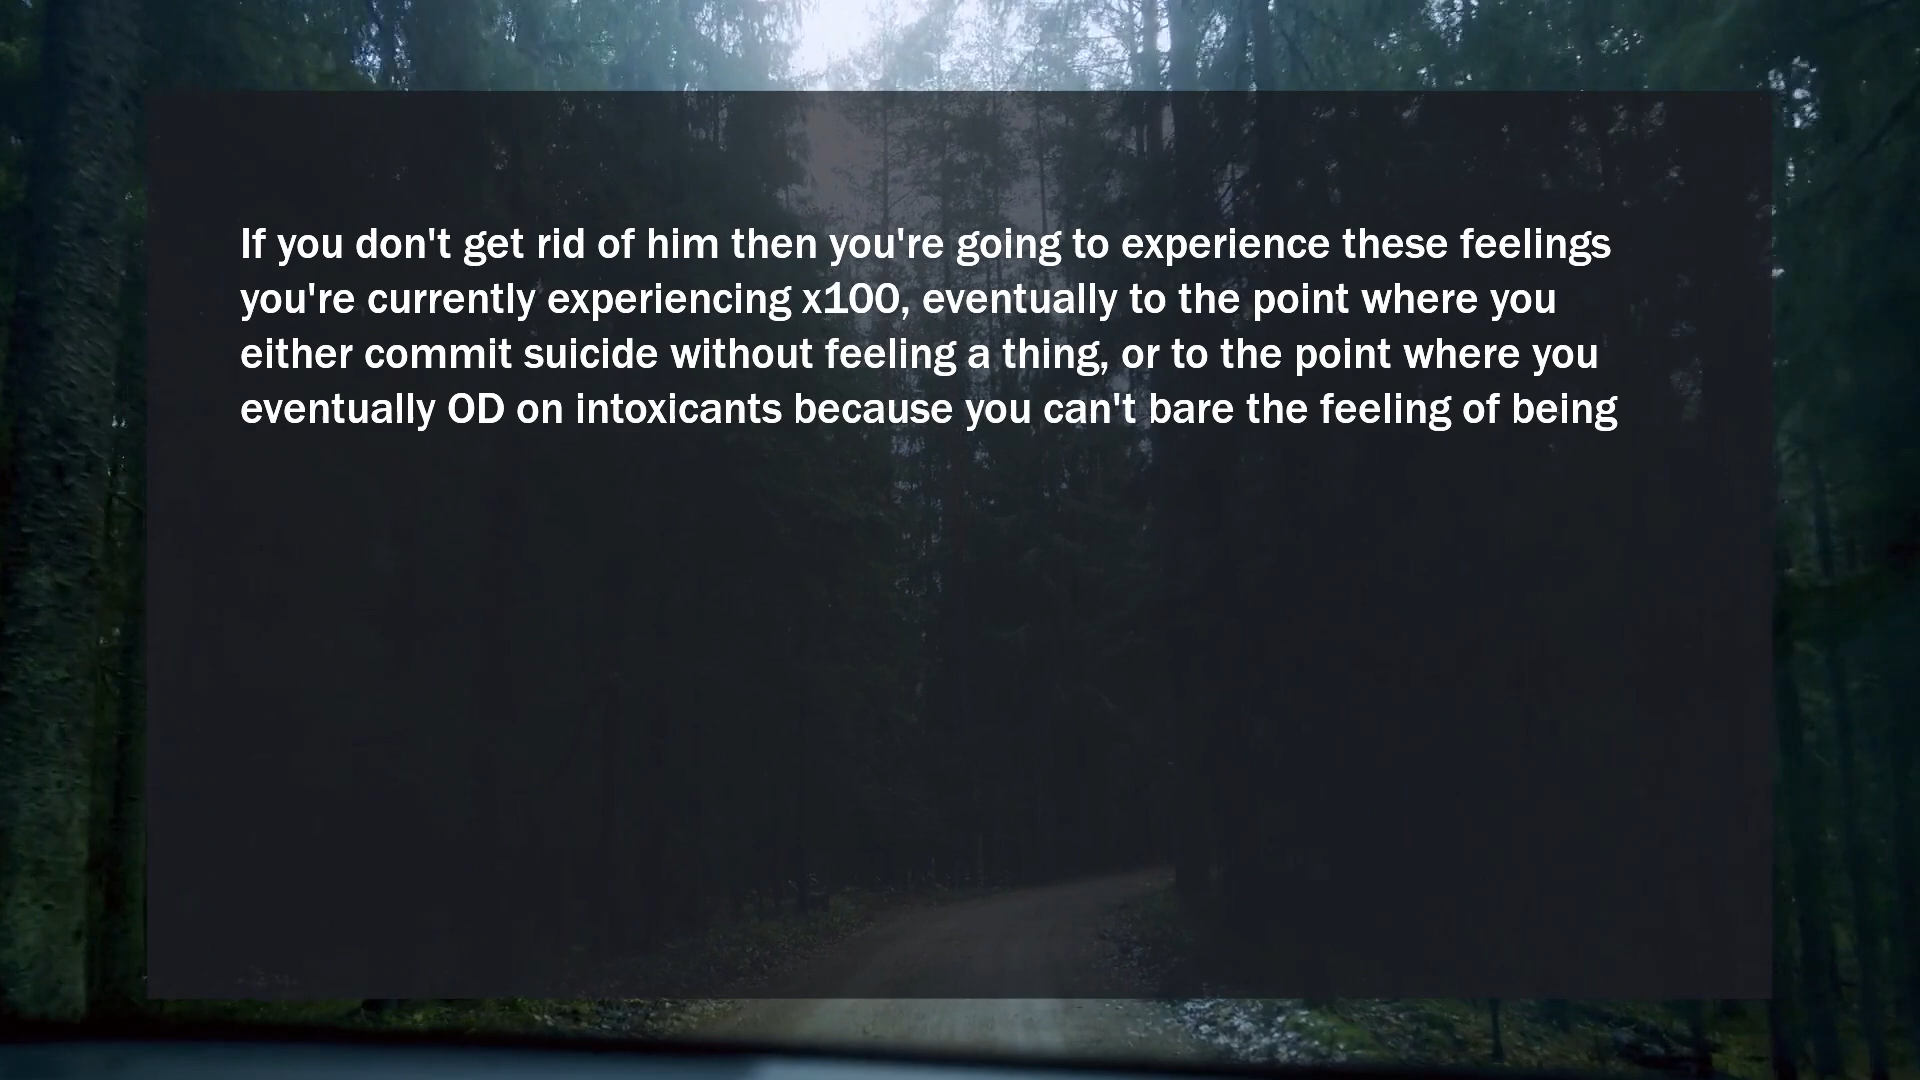 If you don't get rid of him then you're going to experience these feelings
you're currently experiencing x100, eventually to the point where you
either commit suicide without feeling a thing, or to the point where you
eventually OD on intoxicants because you can't bare the feeling of being